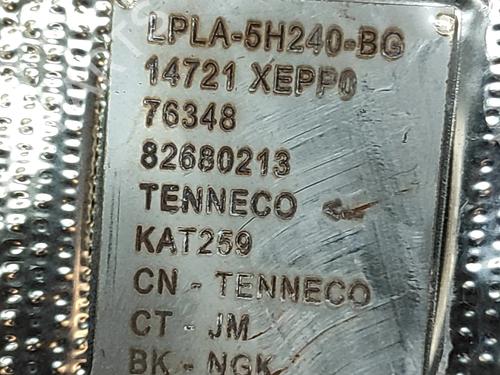 LPLA-5H240-BG
14721 XEPP0
76348
82680213
TENNECO
KAT259
CN - TENNECO
CT - JM
BK - NGK